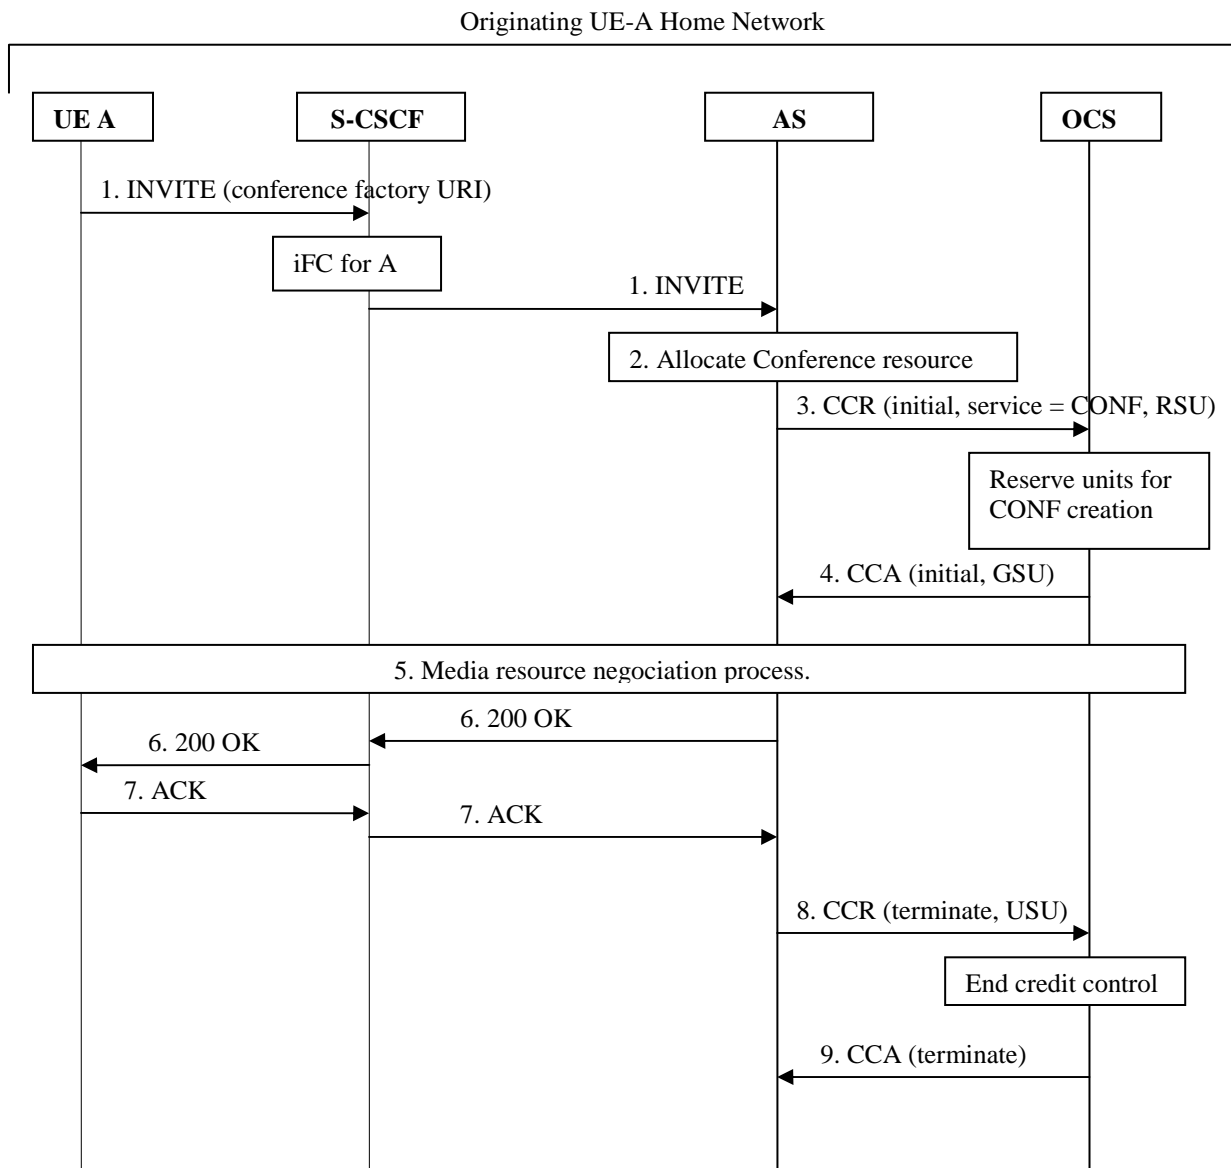 Originating UE-A Home Network
UE A
S-CSCF
AS
OCS
1. INVITE (conference factory URI)
iFC for A
1. INVITE
2. Allocate Conference resource
3. CCR (initial, service = CONF, RSU)
Reserve units for
CONF creation
4. CCA (initial, GSU)
5. Media resource negociation process.
6. 200 OK
6. 200 OK
7. ACK
7. ACK
8. CCR (terminate, USU)
End credit control
9. CCA (terminate)